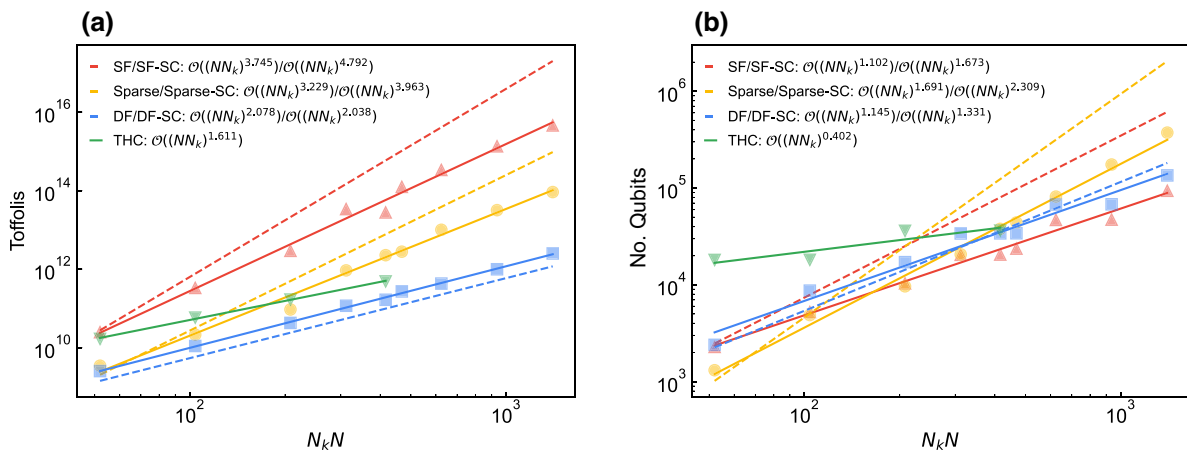 (a)
SF/SF-SC: 𝒪((NN_k)^3.745)/𝒪((NN_k)^4.792)
Sparse/Sparse-SC: 𝒪((NN_k)^3.229)/𝒪((NN_k)^3.963)
DF/DF-SC: 𝒪((NN_k)^2.078)/𝒪((NN_k)^2.038)
THC: 𝒪((NN_k)^1.611)
10^16
10^14
10^12
10^10
Toffolis
10^2
10^3
N_kN
(b)
SF/SF-SC: 𝒪((NN_k)^1.102)/𝒪((NN_k)^1.673)
Sparse/Sparse-SC: 𝒪((NN_k)^1.691)/𝒪((NN_k)^2.309)
DF/DF-SC: 𝒪((NN_k)^1.145)/𝒪((NN_k)^1.331)
THC: 𝒪((NN_k)^0.402)
10^6
10^5
10^4
10^3
No. Qubits
10^2
10^3
N_kN